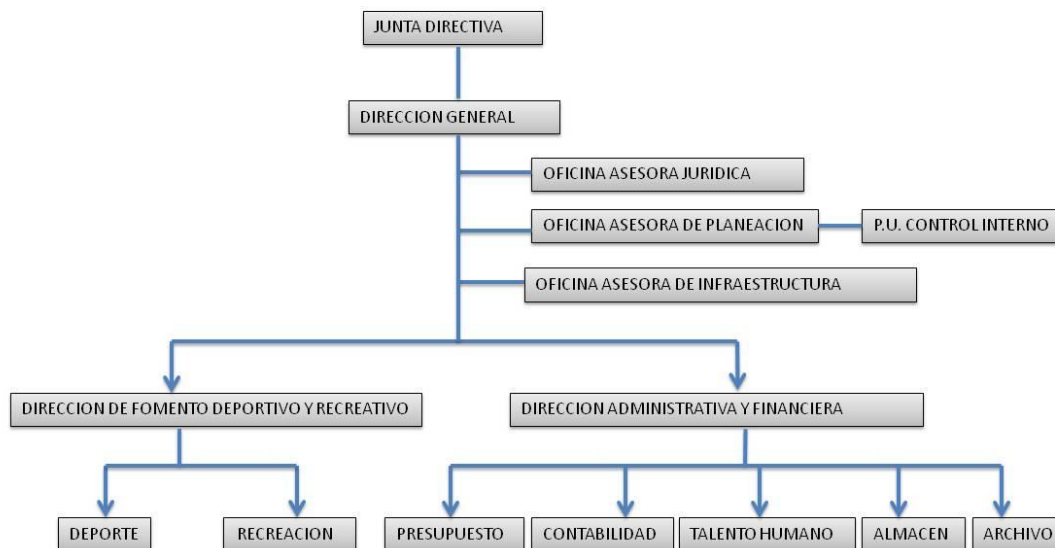 JUNTA DIRECTIVA
DIRECCION GENERAL
OFICINA ASESORA JURIDICA
OFICINA ASESORA DE PLANEACION
P.U. CONTROL INTERNO
OFICINA ASESORA DE INFRAESTRUCTURA
DIRECCION DE FOMENTO DEPORTIVO Y RECREATIVO
DIRECCION ADMINISTRATIVA Y FINANCIERA
DEPORTE
RECREACION
PRESUPUESTO
CONTABILIDAD
TALENTO HUMANO
ALMACEN
ARCHIVO